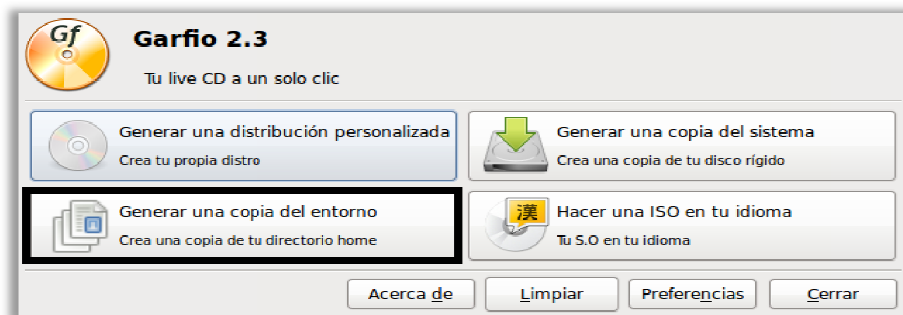 Gf
Garfio 2.3
Tu live CD a un solo clic
Generar una distribución personalizada
Crea tu propia distro
Generar una copia del sistema
Crea una copia de tu disco rígido
Generar una copia del entorno
Crea una copia de tu directorio home
漢
Hacer una ISO en tu idioma
Tu S.O en tu idioma
Acerca de
Limpiar
Preferencias
Cerrar